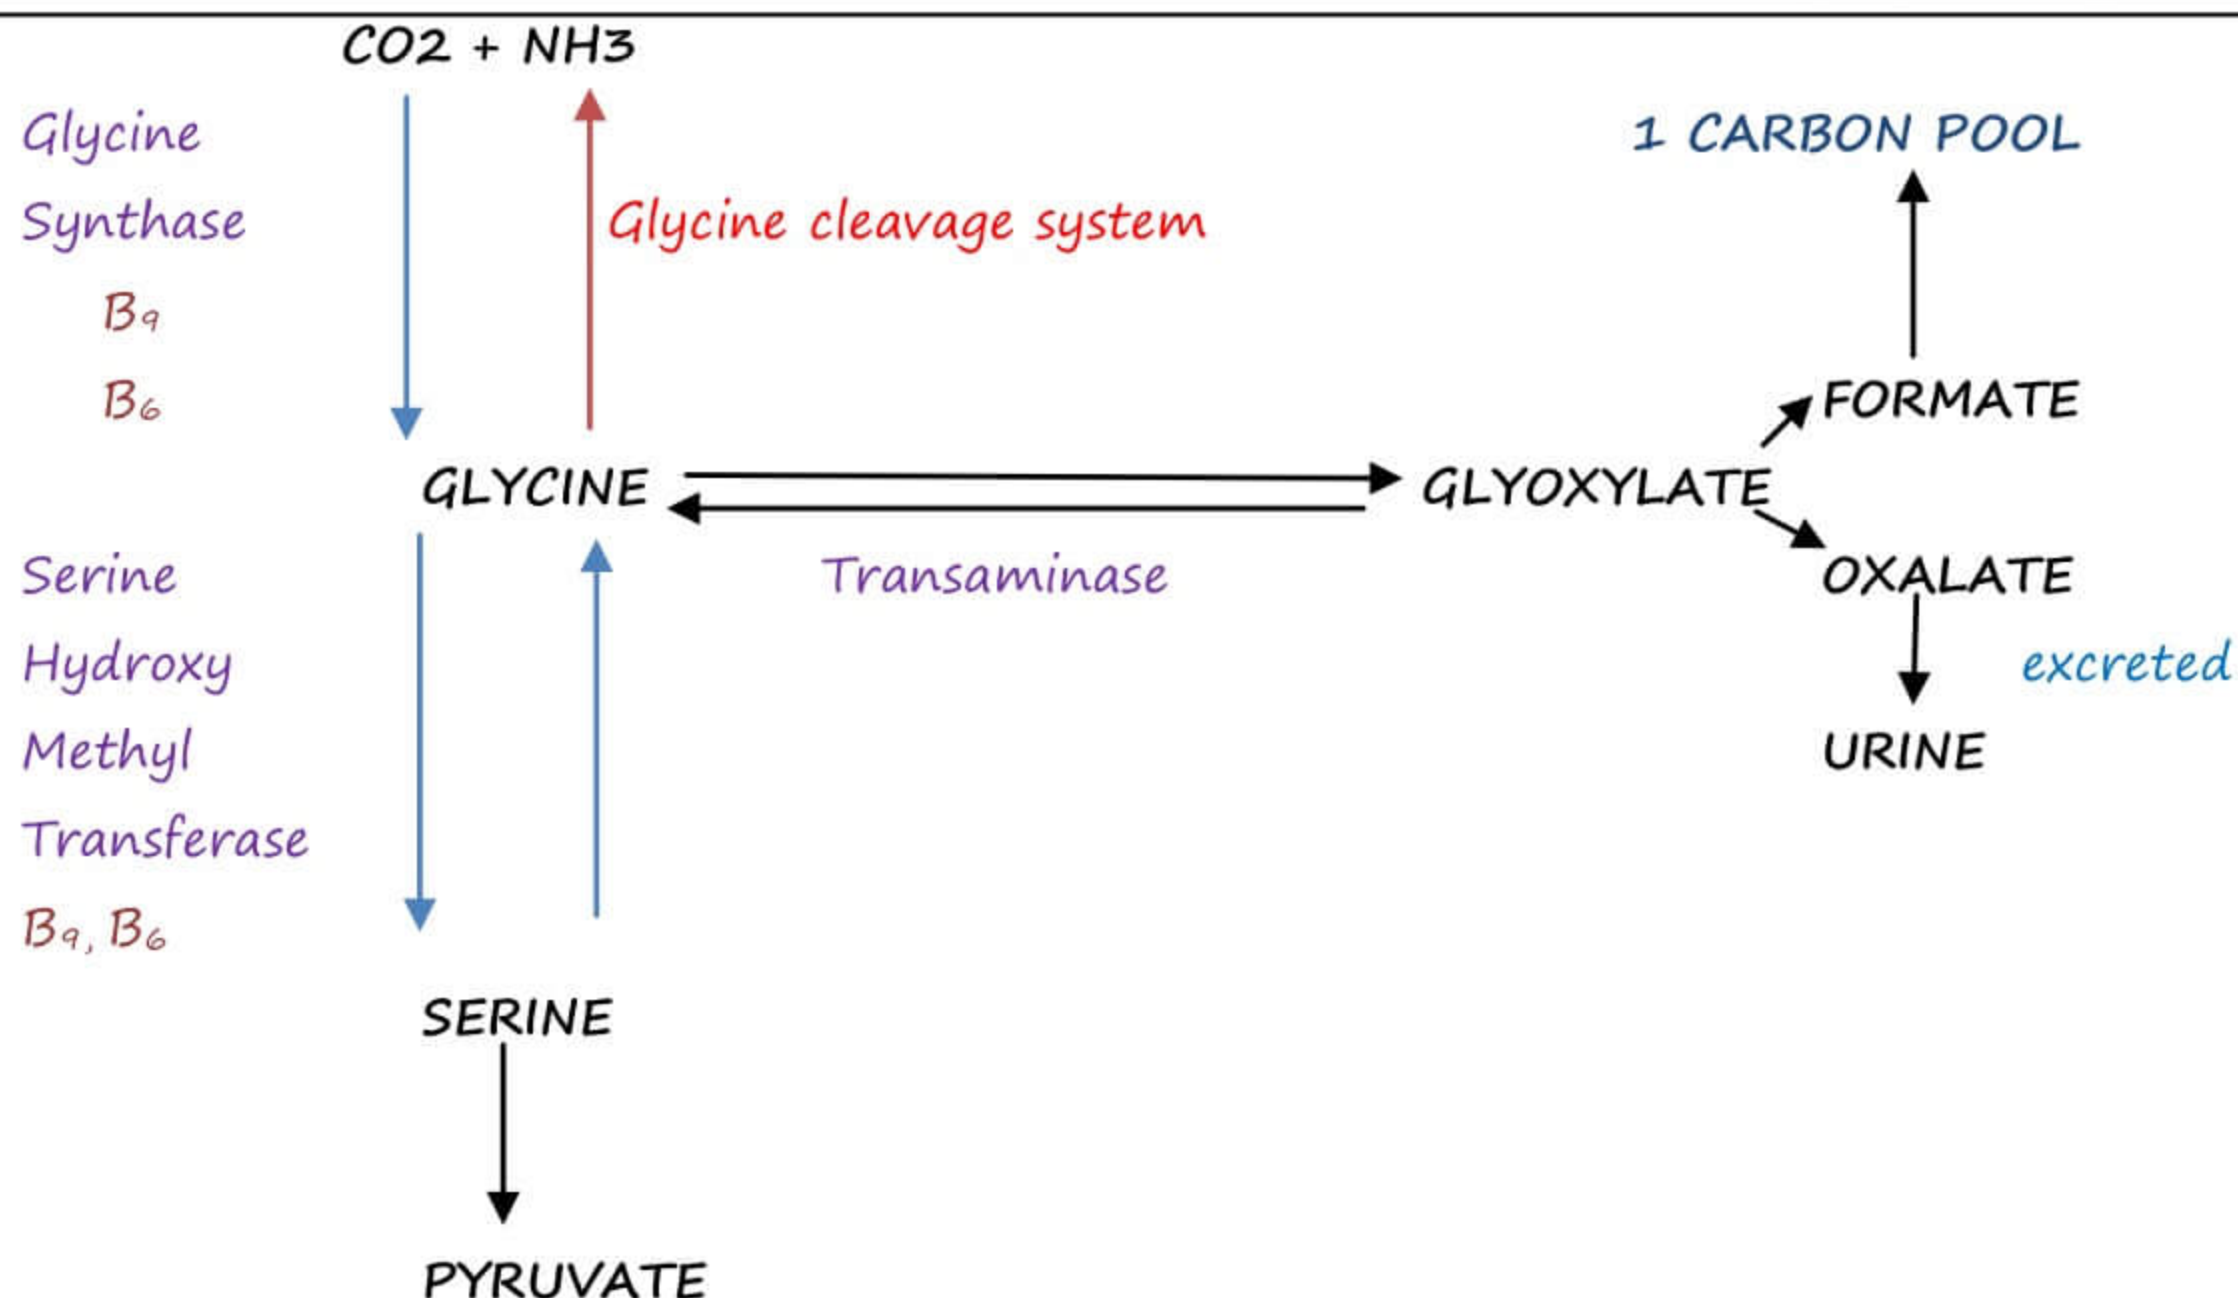 CO2 + NH3
Glycine
1 CARBON POOL
Synthase
Glycine cleavage system
B₉
B₆
FORMATE
GLYCINE
GLYOXYLATE
Serine
Transaminase
OXALATE
Hydroxy
excreted
Methyl
URINE
Transferase
B₉, B₆
SERINE
PYRUVATE